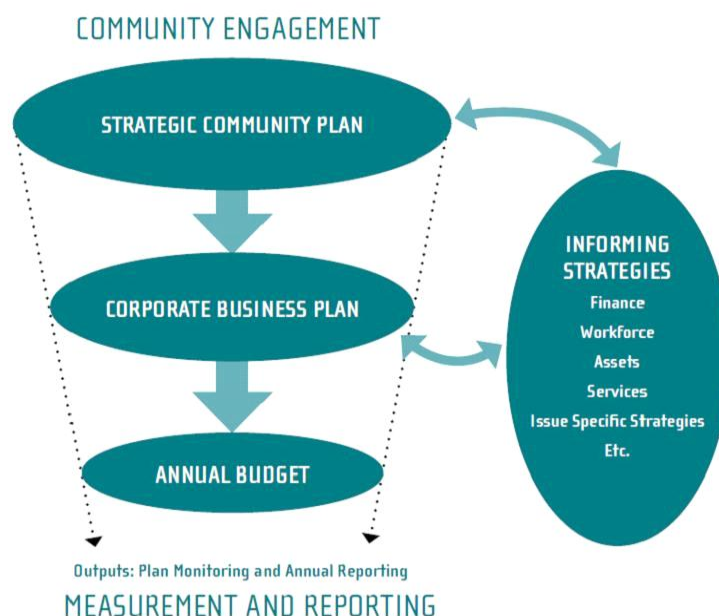 COMMUNITY ENGAGEMENT
STRATEGIC COMMUNITY PLAN
CORPORATE BUSINESS PLAN
ANNUAL BUDGET
INFORMING
STRATEGIES
Finance
Workforce
Assets
Services
Issue Specific Strategies
Etc.
Outputs: Plan Monitoring and Annual Reporting
MEASUREMENT AND REPORTING